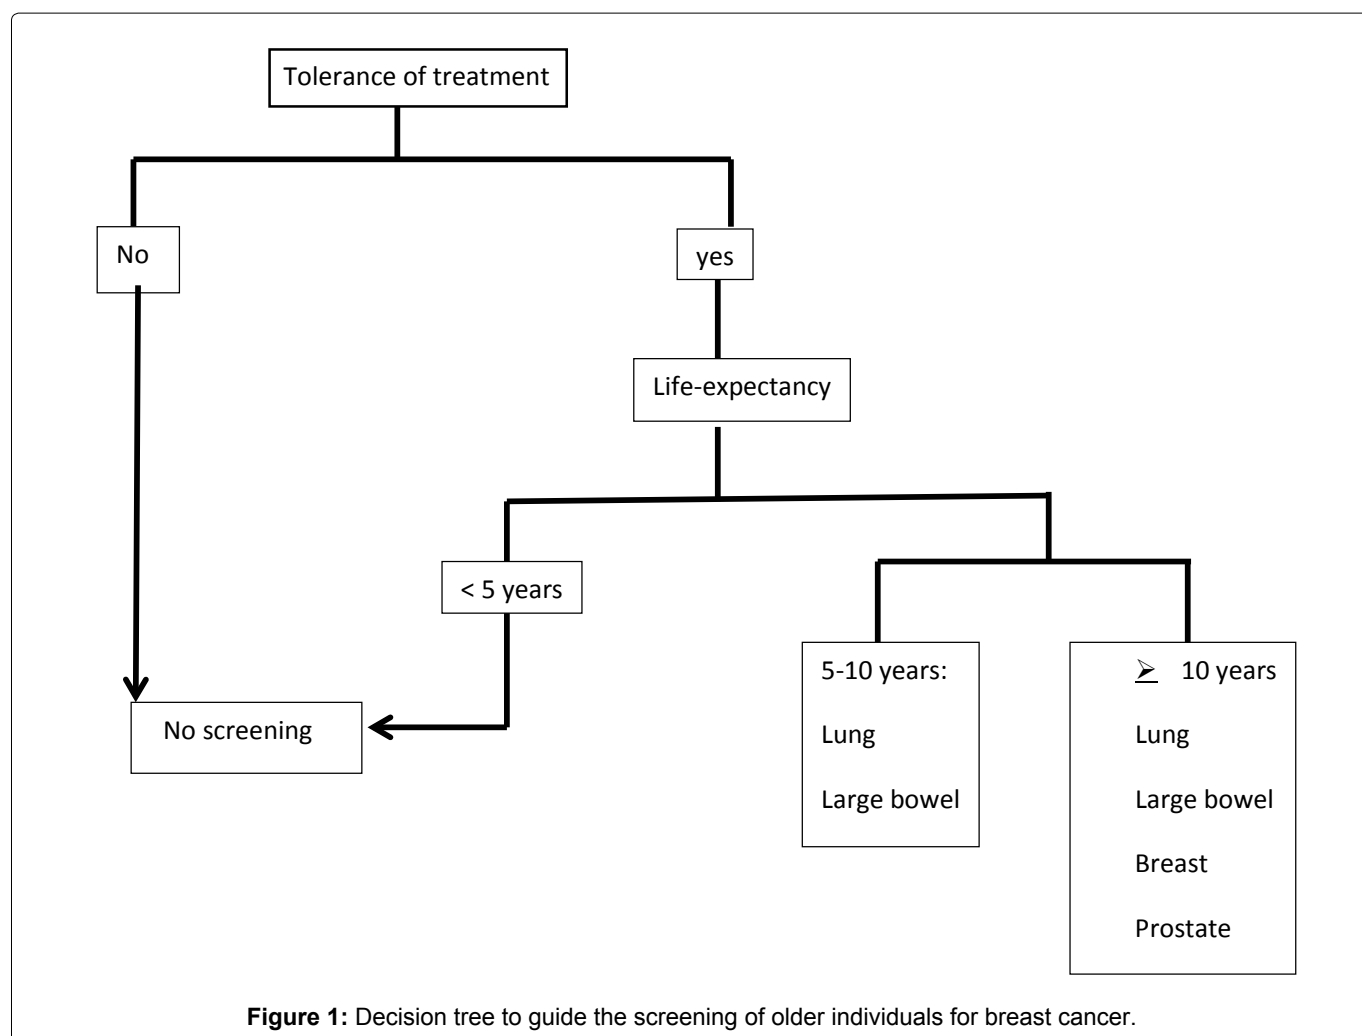 Tolerance of treatment
No
yes
Life-expectancy
< 5 years
5-10 years:
Lung
Large bowel
⮚ 10 years
Lung
Large bowel
Breast
Prostate
No screening
Figure 1: Decision tree to guide the screening of older individuals for breast cancer.